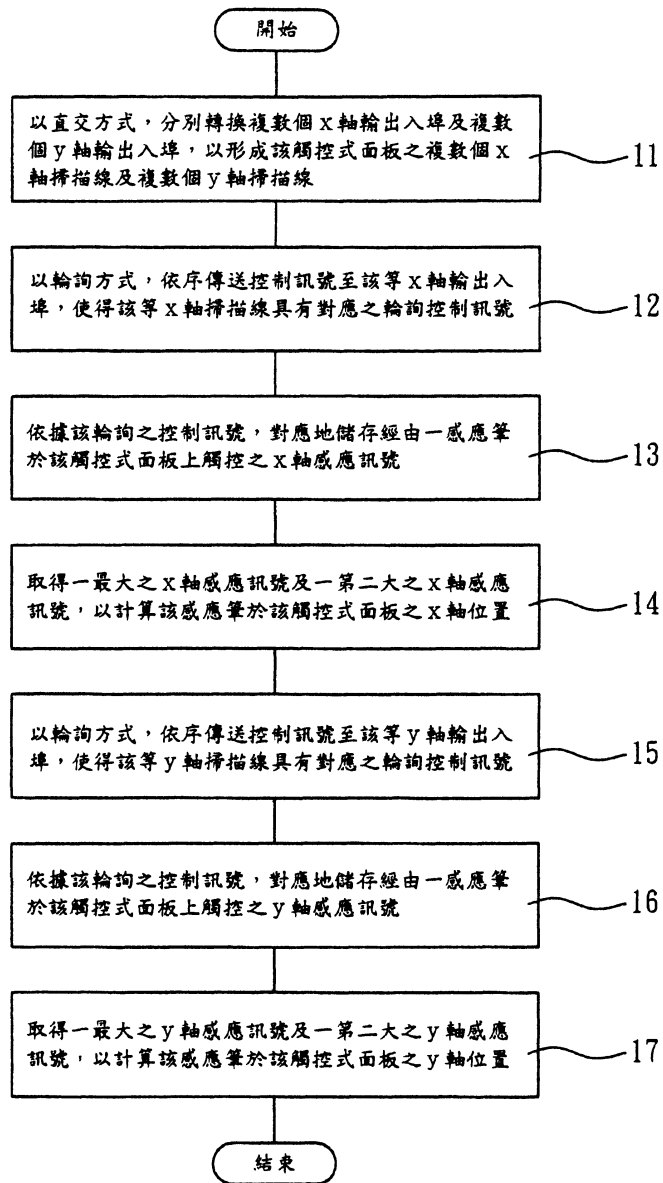 開始
以直交方式，分別轉換複數個x軸輸出入埠及複數
個y軸輸出入埠，以形成該觸控式面板之複數個x
軸掃描線及複數個y軸掃描線
11
以輪詢方式，依序傳送控制訊號至該等x軸輸出入
埠，使得該等x軸掃描線具有對應之輪詢控制訊號
12
依據該輪詢之控制訊號，對應地儲存經由一感應筆
於該觸控式面板上觸控之x軸感應訊號
13
取得一最大之x軸感應訊號及一第二大之x軸感應
訊號，以計算該感應筆於該觸控式面板之x軸位置
14
以輪詢方式，依序傳送控制訊號至該等y軸輸出入
埠，使得該等y軸掃描線具有對應之輪詢控制訊號
15
依據該輪詢之控制訊號，對應地儲存經由一感應筆
於該觸控式面板上觸控之y軸感應訊號
16
取得一最大之y軸感應訊號及一第二大之y軸感應
訊號，以計算該感應筆於該觸控式面板之y軸位置
17
結束